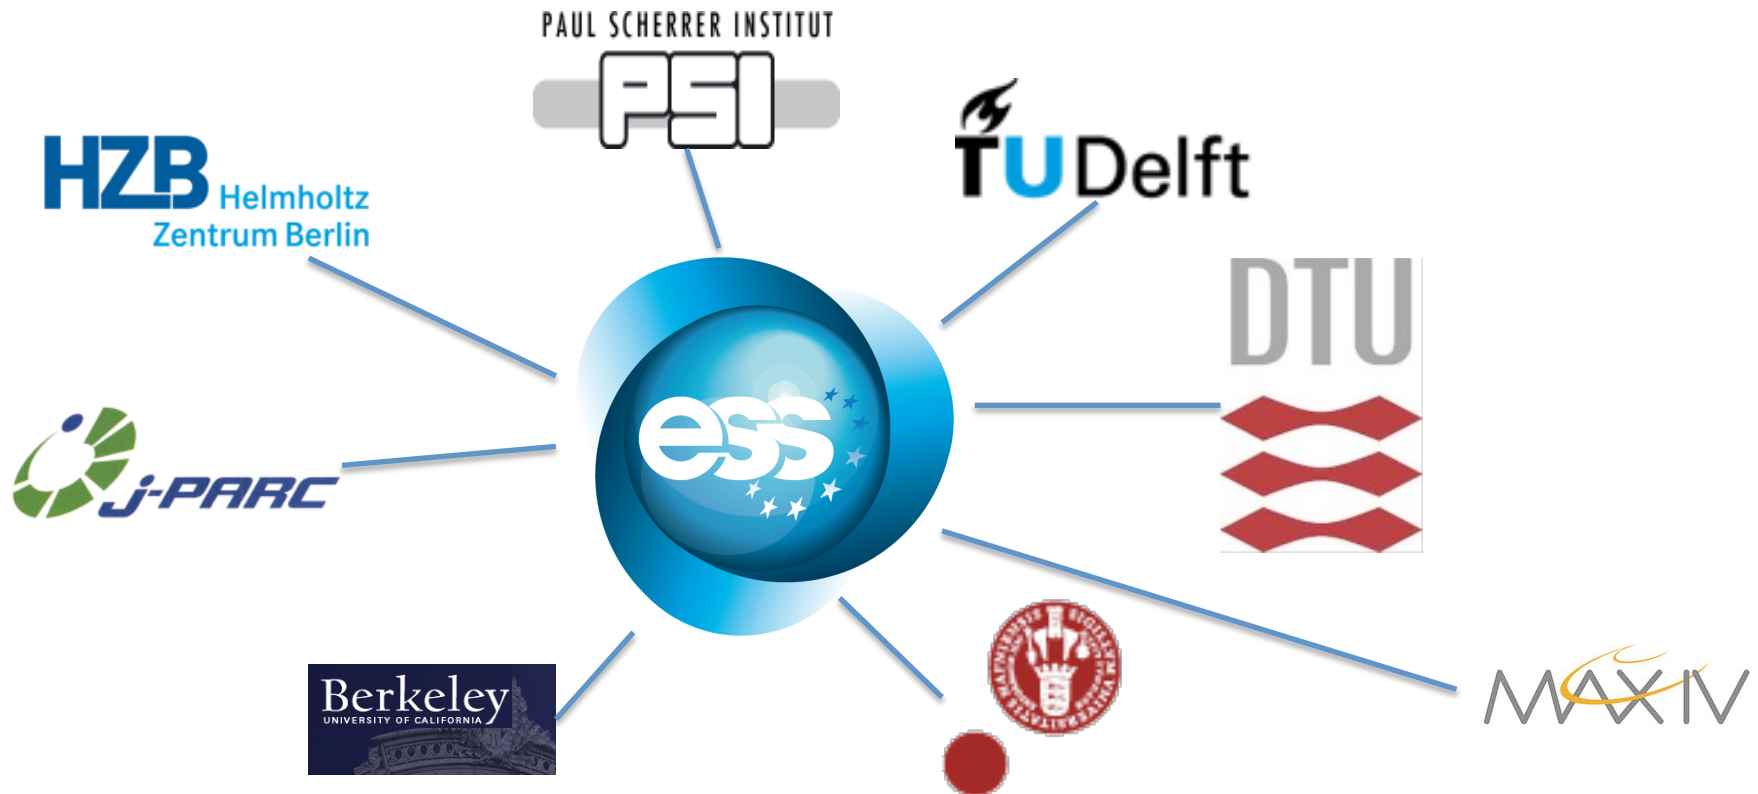 PAUL SCHERRER INSTITUT
PSI
TU Delft
HZB Helmholtz
Zentrum Berlin
DTU
ess
j-PARC
Berkeley
UNIVERSITY OF CALIFORNIA
MAX IV